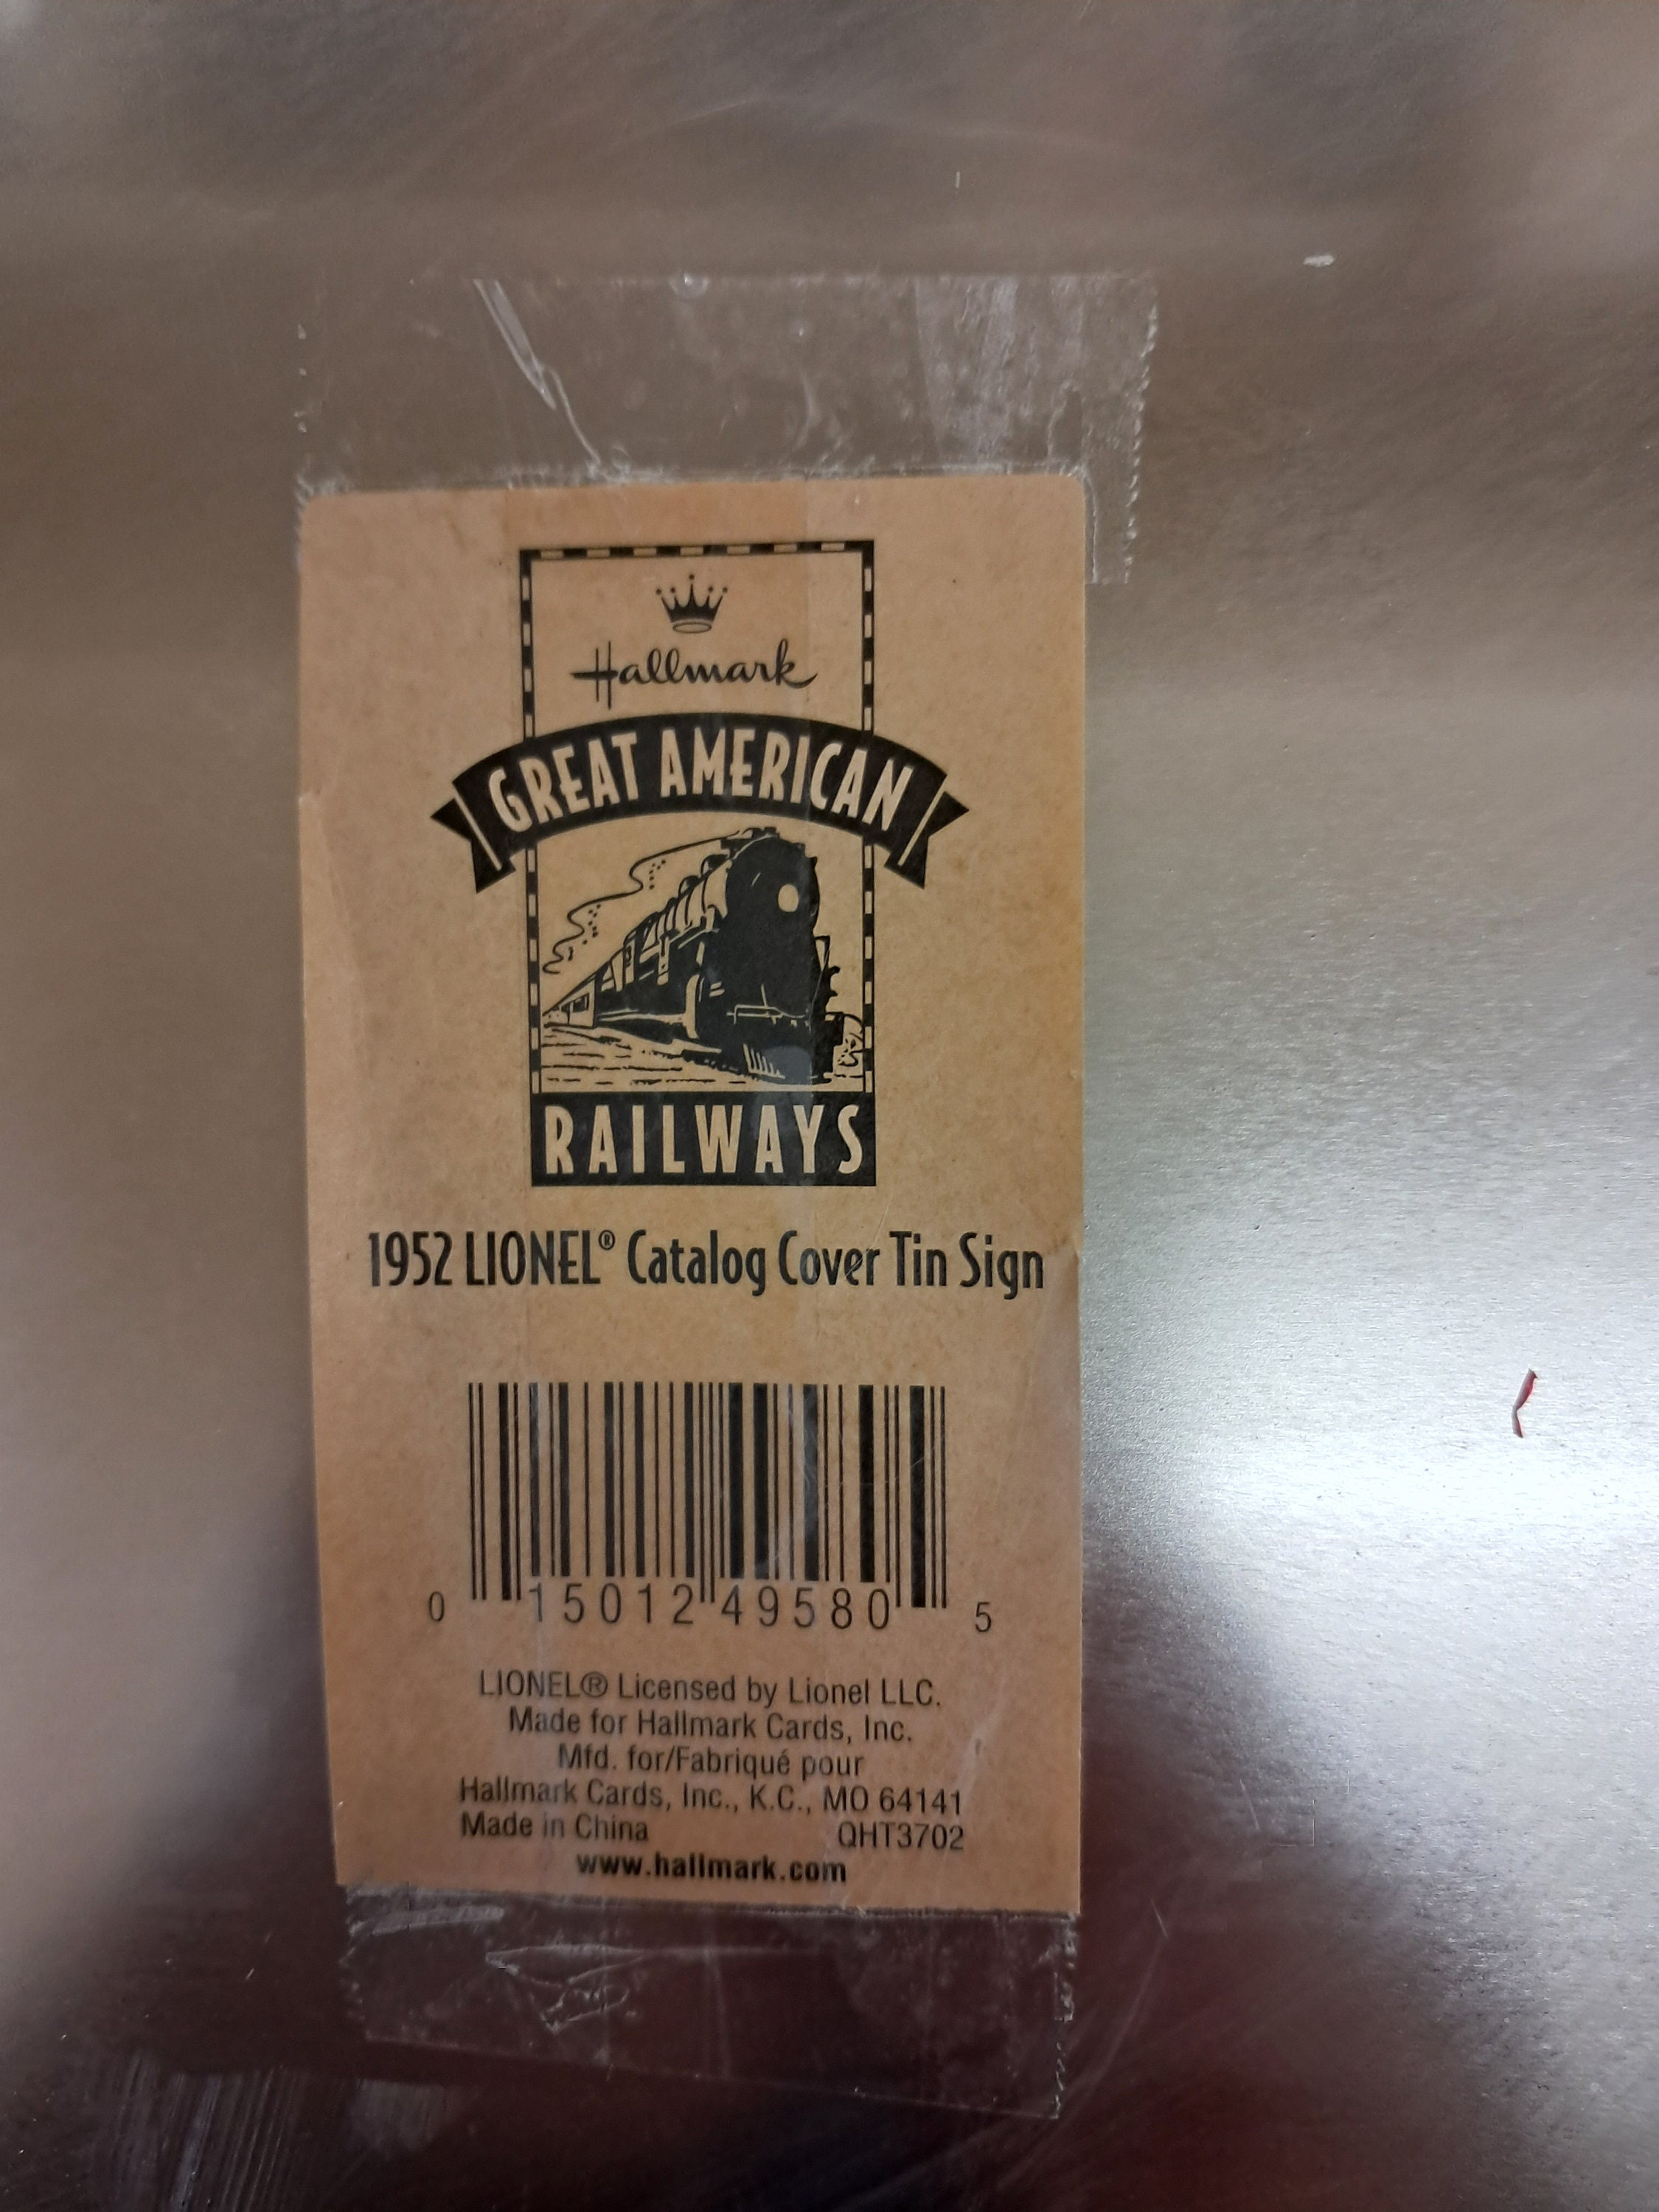 Hallmark
GREAT AMERICAN
RAILWAYS
1952 LIONEL® Catalog Cover Tin Sign
0 15012 49580 5
LIONEL® Licensed by Lionel LLC.
Made for Hallmark Cards, Inc.
Mfd. for/Fabriqué pour
Hallmark Cards, Inc., K.C., MO 64141
Made in China QHT3702
www.hallmark.com